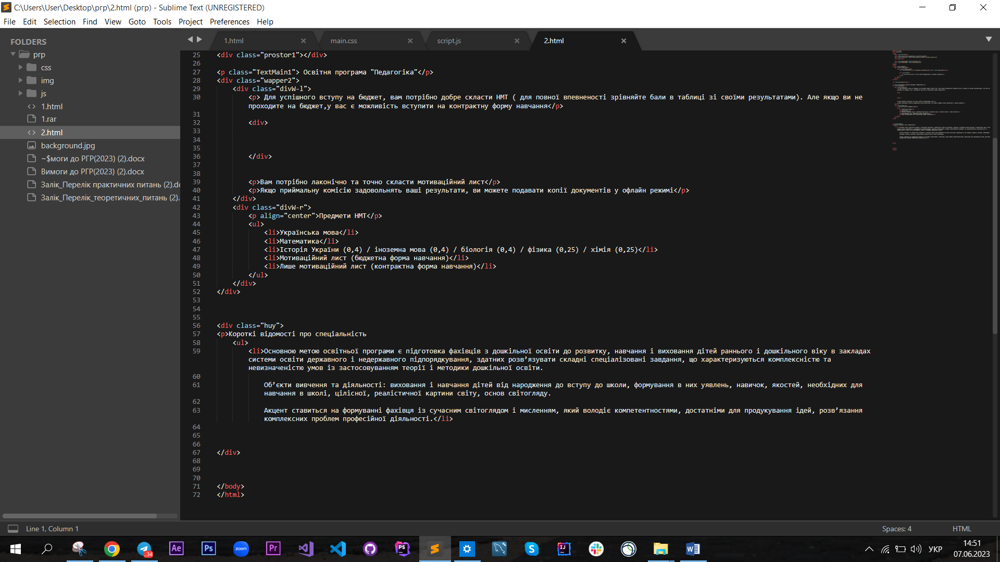 C:\Users\User\Desktop\ргр\2.html (ргр) - Sublime Text (UNREGISTERED)
File Edit Selection Find View Goto Tools Project Preferences Help
FOLDERS
ргр
css
img
js
1.html
1.rar
2.html
background.jpg
~$моги до РГР(2023) (2).docx
Вимоги до РГР(2023) (2).docx
Залік_Перелік практичних питань (2).do
Залік_Перелік_теоретичних_питань (2).
1.html main.css script.js 2.html
25 <div class="prostor1"></div>
26
27 <p class="TextMain1"> Освітня програма "Педагогіка"</p>
28 <div class="wapper2">
29 <div class="divW-l">
30 <p> Для успішного вступу на бюджет, вам потрібно добре скласти НМТ ( для повної впевненості зрівняйте бали в таблиці зі своїми результатами). Але якщо ви не
проходите на бюджет,у вас є можливість вступити на контрактну форму навчання</p>
31
32 <div>
33
34
35
36 </div>
37
38
39 <p>Вам потрібно лаконічно та точно скласти мотиваційний лист</p>
40 <p>Якщо приймальну комісію задовольнять ваші результати, ви можете подавати копії документів у офлайн режимі</p>
41 </div>
42 <div class="divW-r">
43 <p align="center">Предмети НМТ</p>
44 <ul>
45 <li>Українська мова</li>
46 <li>Математика</li>
47 <li>Історія України (0,4) / іноземна мова (0,4) / біологія (0,4) / фізика (0,25) / хімія (0,25)</li>
48 <li>Мотиваційний лист (бюджетна форма навчання)</li>
49 <li>Лише мотиваційний лист (контрактна форма навчання)</li>
50 </ul>
51 </div>
52 </div>
53
54
55
56 <div class="huy">
57 <p>Короткі відомості про спеціальність
58 <ul>
59 <li>Основною метою освітньої програми є підготовка фахівців з дошкільної освіти до розвитку, навчання і виховання дітей раннього і дошкільного віку в закладах
системи освіти державного і недержавного підпорядкування, здатних розв’язувати складні спеціалізовані завдання, що характеризуються комплексністю та
невизначеністю умов із застосовуванням теорії і методики дошкільної освіти.
60
61 Об’єкти вивчення та діяльності: виховання і навчання дітей від народження до вступу до школи, формування в них уявлень, навичок, якостей, необхідних для
навчання в школі, цілісної, реалістичної картини світу, основ світогляду.
62
63 Акцент ставиться на формуванні фахівця із сучасним світоглядом і мисленням, який володіє компетентностями, достатніми для продукування ідей, розв’язання
комплексних проблем професійної діяльності.</li>
64
65
66
67 </div>
68
69
70
71 </body>
72 </html>
Line 1, Column 1 Spaces: 4 HTML
34 Ae Ps zoom Pr PS IJ W УКР 14:51
07.06.2023